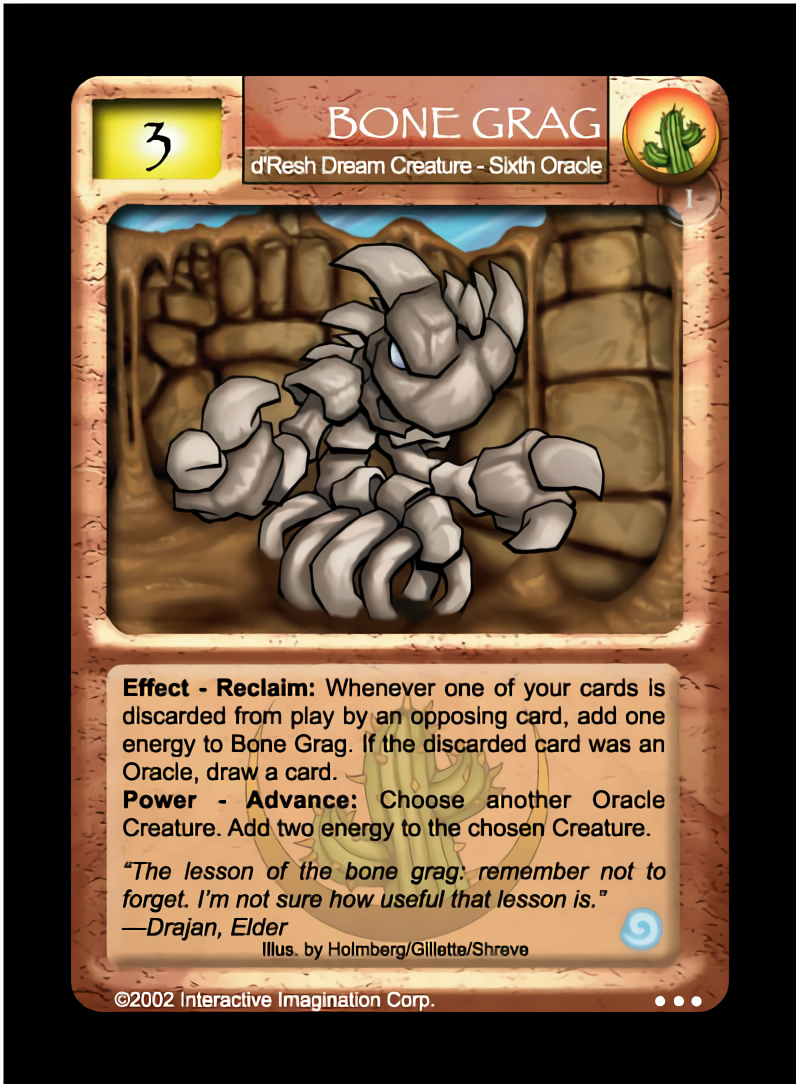 3
BONE GRAG
d'Resh Dream Creature - Sixth Oracle
I
Effect - Reclaim: Whenever one of your cards is
discarded from play by an opposing card, add one
energy to Bone Grag. If the discarded card was an
Oracle, draw a card.
Power - Advance: Choose another Oracle
Creature. Add two energy to the chosen Creature.
"The lesson of the bone grag: remember not to
forget. I'm not sure how useful that lesson is."
—Drajan, Elder
Illus. by Holmberg/Gillette/Shreve
©2002 Interactive Imagination Corp.